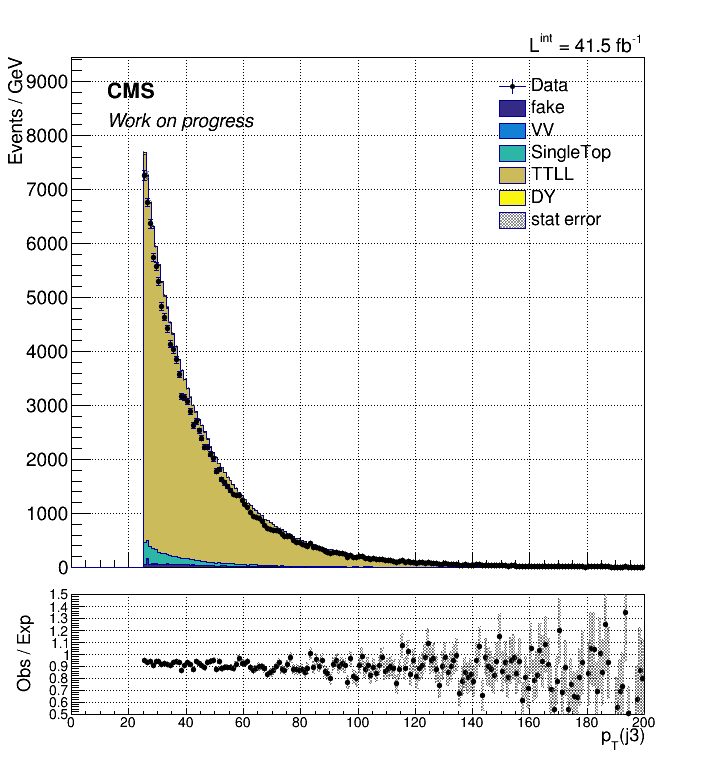 L^int = 41.5 fb^-1
Events / GeV
9000
8000
7000
6000
5000
4000
3000
2000
1000
0
CMS
Work on progress
Data
fake
VV
SingleTop
TTLL
DY
stat error
Obs / Exp
1.5
1.4
1.3
1.2
1.1
1
0.9
0.8
0.7
0.6
0.5
0 20 40 60 80 100 120 140 160 180 200
p_T(j3)